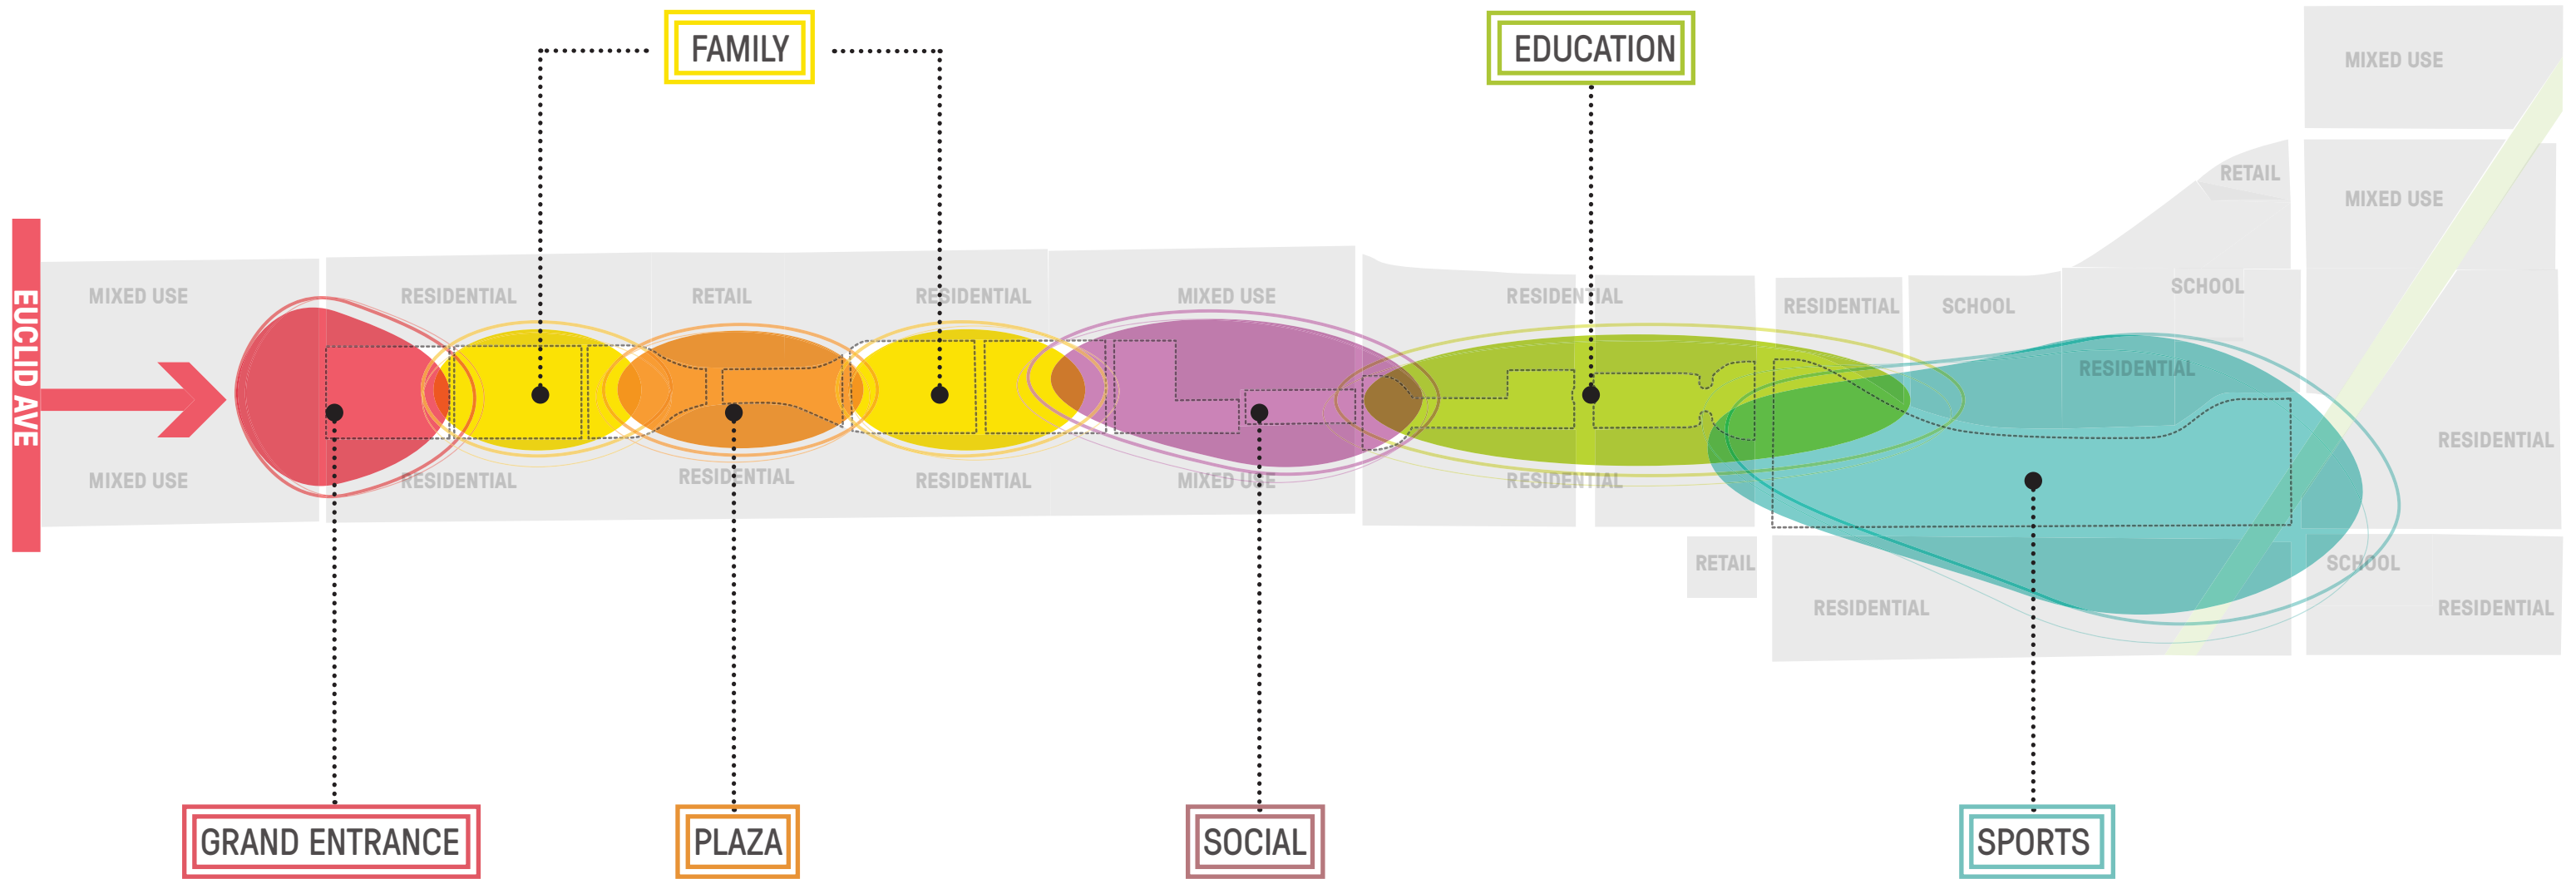 FAMILY
EDUCATION
MIXED USE
RETAIL
MIXED USE
EUCLID AVE
MIXED USE
RESIDENTIAL
RETAIL
RESIDENTIAL
MIXED USE
RESIDENTIAL
RESIDENTIAL
SCHOOL
SCHOOL
RESIDENTIAL
RESIDENTIAL
MIXED USE
RESIDENTIAL
RESIDENTIAL
RESIDENTIAL
MIXED USE
RESIDENTIAL
RETAIL
SCHOOL
RESIDENTIAL
RESIDENTIAL
GRAND ENTRANCE
PLAZA
SOCIAL
SPORTS